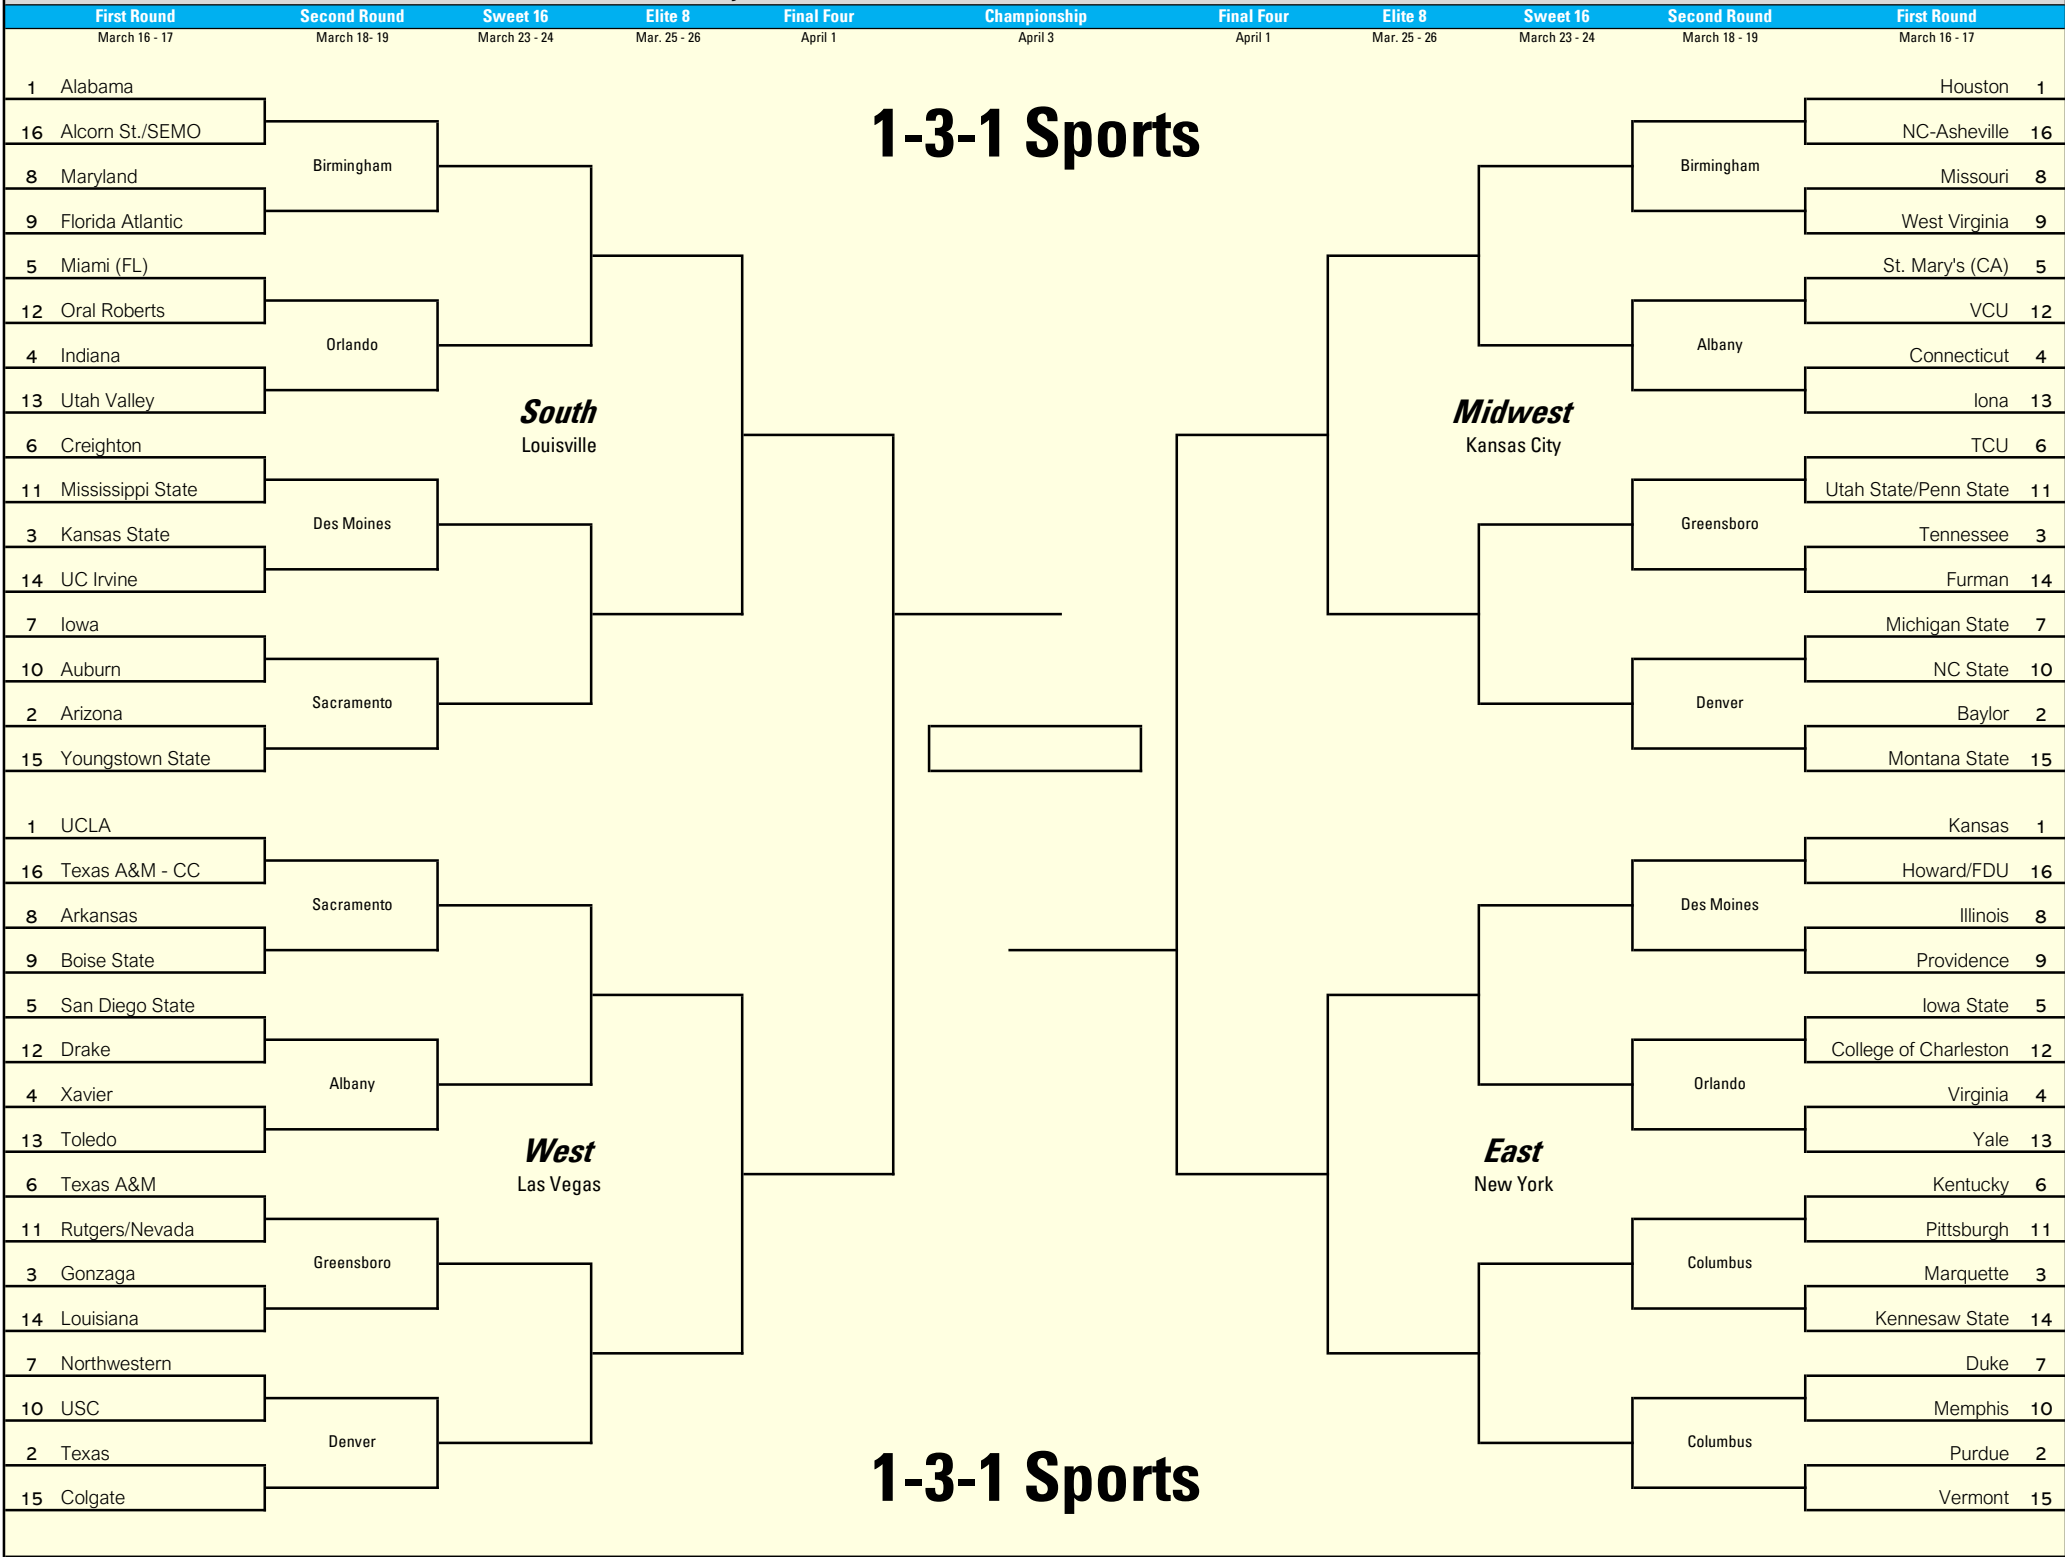 First Round Second Round Sweet 16 Elite 8 Final Four Championship Final Four Elite 8 Sweet 16 Second Round First Round
March 16 - 17 March 18- 19 March 23 - 24 Mar. 25 - 26 April 1 April 3 April 1 Mar. 25 - 26 March 23 - 24 March 18 - 19 March 16 - 17
1-3-1 Sports
1 Alabama
16 Alcorn St./SEMO
Birmingham
8 Maryland
9 Florida Atlantic
5 Miami (FL)
12 Oral Roberts
Orlando
4 Indiana
13 Utah Valley
South
Louisville
6 Creighton
11 Mississippi State
Des Moines
3 Kansas State
14 UC Irvine
7 Iowa
10 Auburn
Sacramento
2 Arizona
15 Youngstown State
1 UCLA
16 Texas A&M - CC
Sacramento
8 Arkansas
9 Boise State
5 San Diego State
12 Drake
Albany
4 Xavier
13 Toledo
West
Las Vegas
6 Texas A&M
11 Rutgers/Nevada
Greensboro
3 Gonzaga
14 Louisiana
7 Northwestern
10 USC
Denver
2 Texas
15 Colgate
Houston 1
NC-Asheville 16
Birmingham
Missouri 8
West Virginia 9
St. Mary's (CA) 5
VCU 12
Albany
Connecticut 4
Iona 13
Midwest
Kansas City
TCU 6
Utah State/Penn State 11
Greensboro
Tennessee 3
Furman 14
Michigan State 7
NC State 10
Denver
Baylor 2
Montana State 15
Kansas 1
Howard/FDU 16
Des Moines
Illinois 8
Providence 9
Iowa State 5
College of Charleston 12
Orlando
Virginia 4
Yale 13
East
New York
Kentucky 6
Pittsburgh 11
Columbus
Marquette 3
Kennesaw State 14
Duke 7
Memphis 10
Columbus
Purdue 2
Vermont 15
1-3-1 Sports